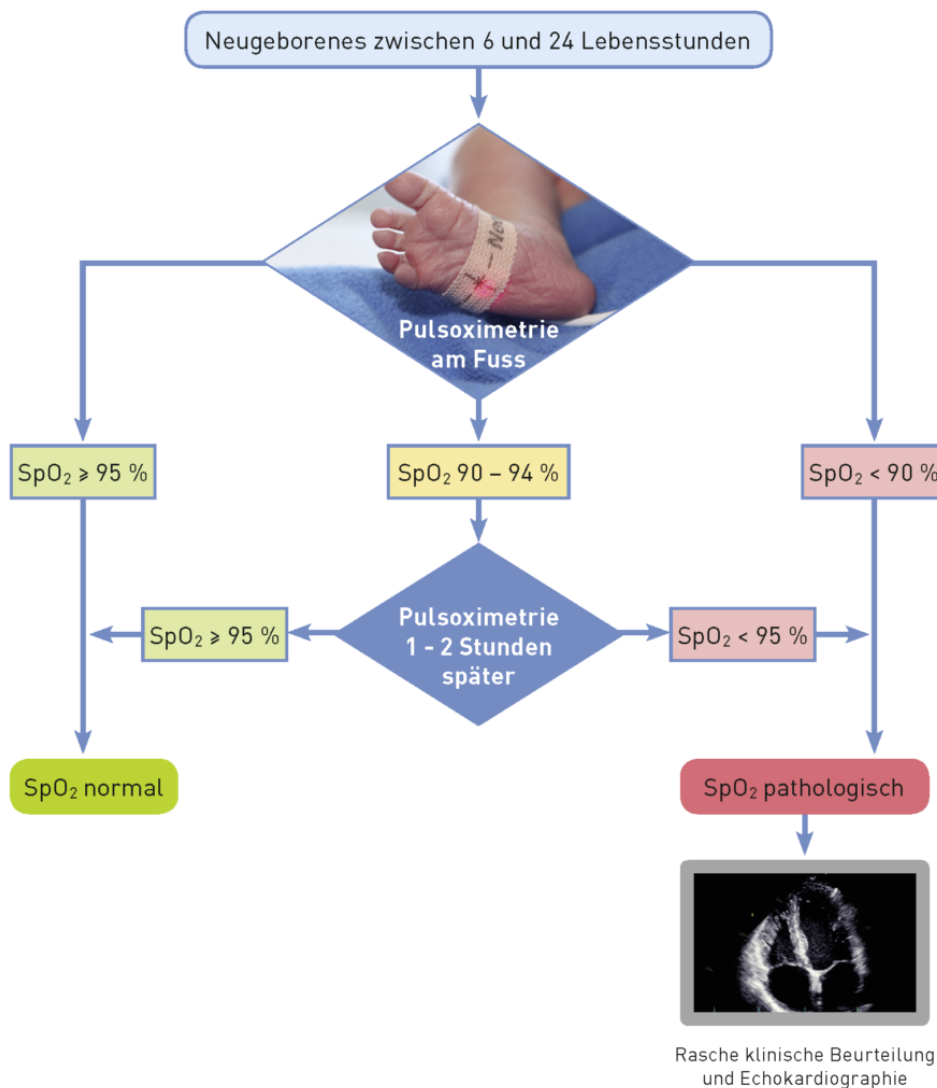 Neugeborenes zwischen 6 und 24 Lebensstunden
Pulsoximetrie
am Fuss
SpO₂ ⩾ 95 %
SpO₂ 90 – 94 %
SpO₂ < 90 %
SpO₂ ⩾ 95 %
Pulsoximetrie
1 - 2 Stunden
später
SpO₂ < 95 %
SpO₂ normal
SpO₂ pathologisch
Rasche klinische Beurteilung
und Echokardiographie